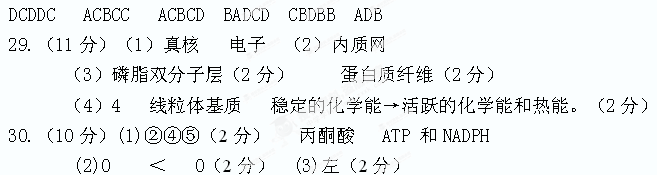 DCDDC ACBCC ACBCD BADCD CBDBB ADB
29.（11 分）（1）真核 电子 （2）内质网
（3）磷脂双分子层（2 分） 蛋白质纤维（2 分）
（4）4 线粒体基质 稳定的化学能→活跃的化学能和热能。（2 分）
30.（10 分）(1)②④⑤（2 分） 丙酮酸 ATP 和 NADPH
(2)0 ＜ 0（2 分） (3)左（2 分）